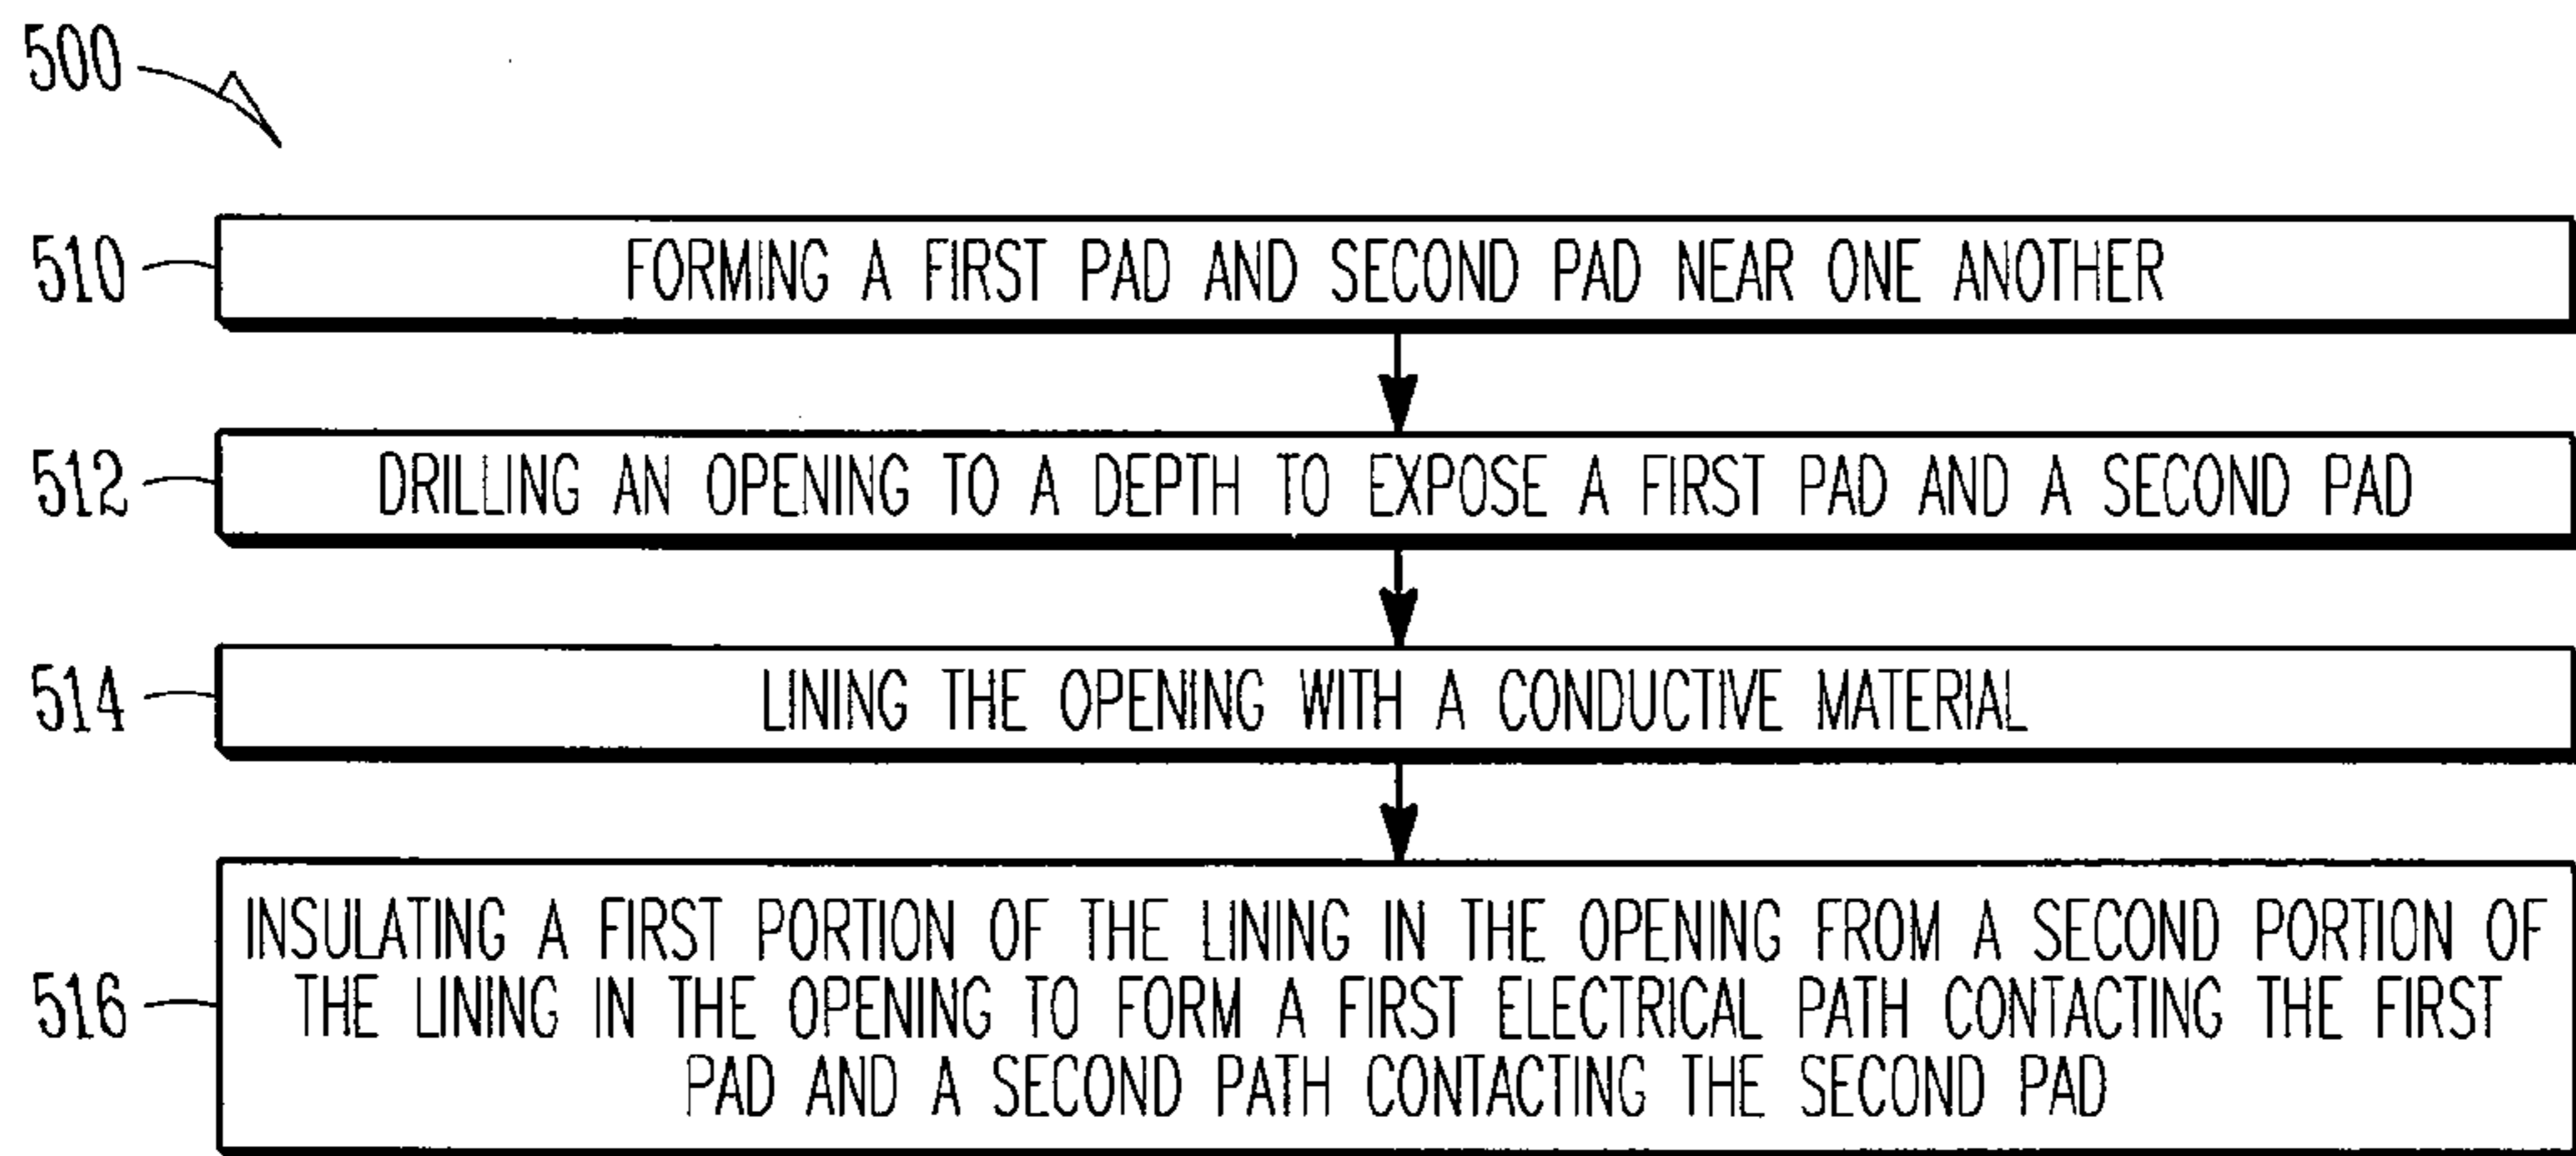 500
510
FORMING A FIRST PAD AND SECOND PAD NEAR ONE ANOTHER
512
DRILLING AN OPENING TO A DEPTH TO EXPOSE A FIRST PAD AND A SECOND PAD
514
LINING THE OPENING WITH A CONDUCTIVE MATERIAL
516
INSULATING A FIRST PORTION OF THE LINING IN THE OPENING FROM A SECOND PORTION OF
THE LINING IN THE OPENING TO FORM A FIRST ELECTRICAL PATH CONTACTING THE FIRST
PAD AND A SECOND PATH CONTACTING THE SECOND PAD